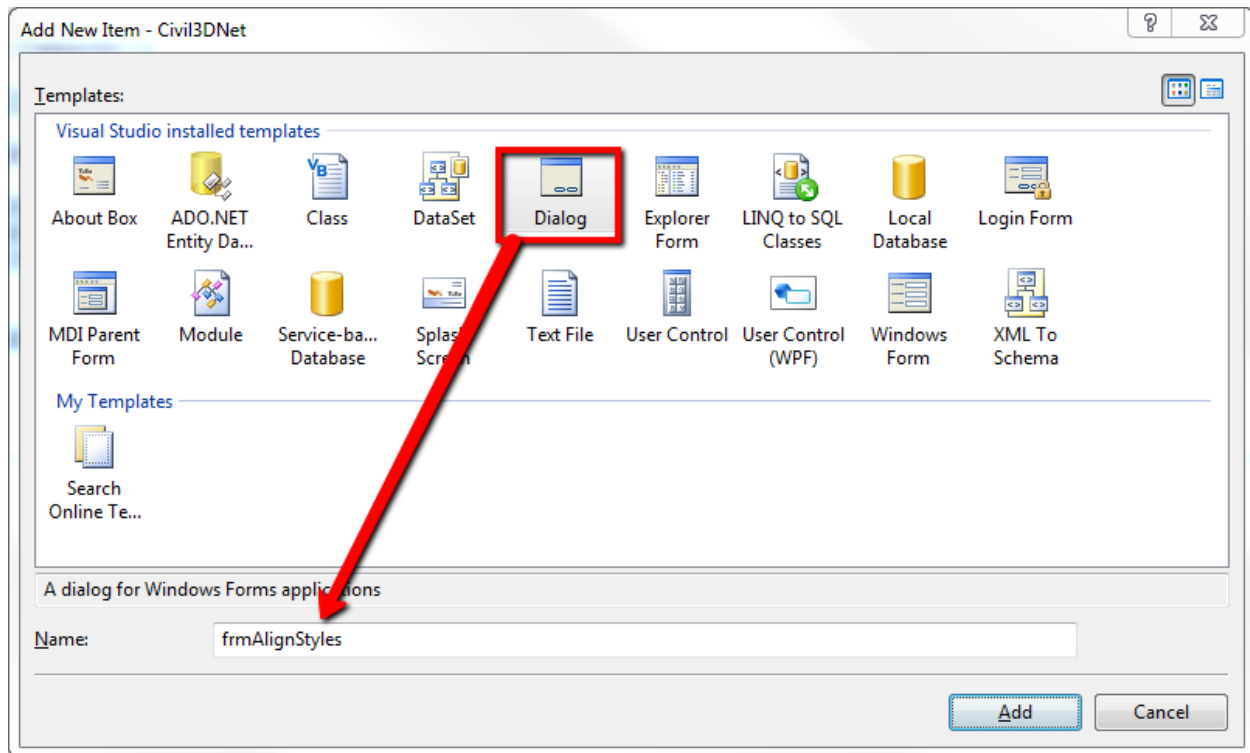 Add New Item - Civil3DNet
Templates:
Visual Studio installed templates
About Box
ADO.NET
Entity Da...
Class
DataSet
Dialog
Explorer
Form
LINQ to SQL
Classes
Local
Database
Login Form
MDI Parent
Form
Module
Service-ba...
Database
Splash
Screen
Text File
User Control
User Control
(WPF)
Windows
Form
XML To
Schema
My Templates
Search
Online Te...
A dialog for Windows Forms applications
Name:
frmAlignStyles
Add
Cancel